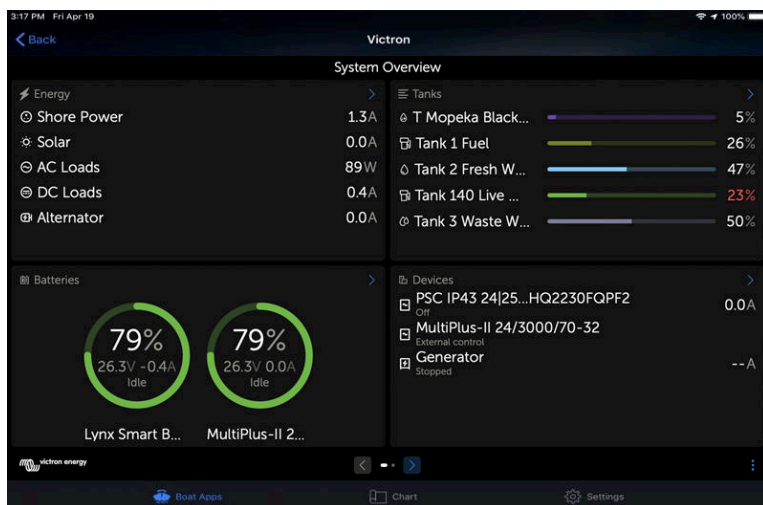 3:17 PM Fri Apr 19 100%
Back
Victron
System Overview
Energy
Shore Power 1.3A
Solar 0.0A
AC Loads 89W
DC Loads 0.4A
Alternator 0.0A
Tanks
T Mopeka Black... 5%
Tank 1 Fuel 26%
Tank 2 Fresh W... 47%
Tank 140 Live ... 23%
Tank 3 Waste W... 50%
Batteries
79% 79%
26.3V -0.4A 26.3V 0.0A
Idle Idle
Lynx Smart B... MultiPlus-II 2...
Devices
PSC IP43 24|25...HQ2230FQPF2 0.0A
Off
MultiPlus-II 24/3000/70-32
External control
Generator --A
Stopped
victron energy
Boat Apps Chart Settings